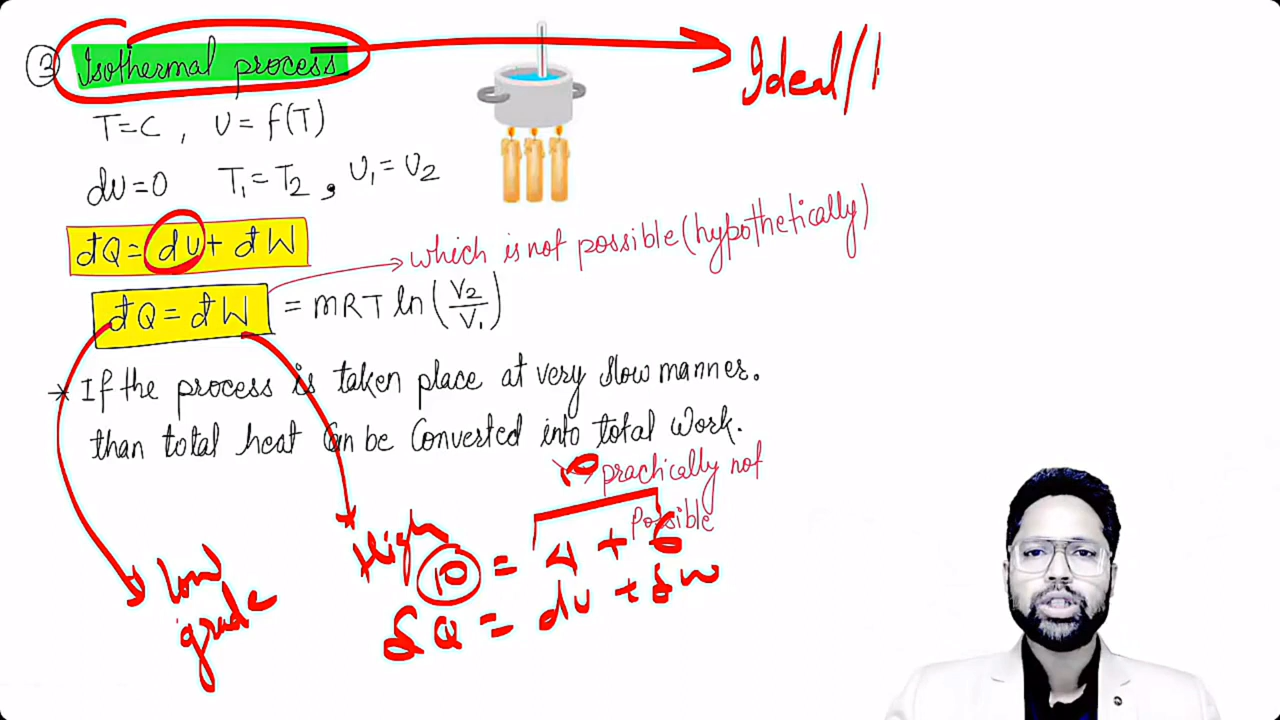 ③ Isothermal process
Ideal/
T=C , U = f(T)
dU=0 T₁=T₂ , U₁=U₂
đQ = dU + đW
which is not possible (hypothetically)
đQ = đW = mRT ln (V₂/V₁)
* If the process is taken place at very slow manner.
than total heat Can be Converted into total Work.
→ practically not
Possible
10
High
10 = 4 + 6
δQ = dU + δW
low
grade